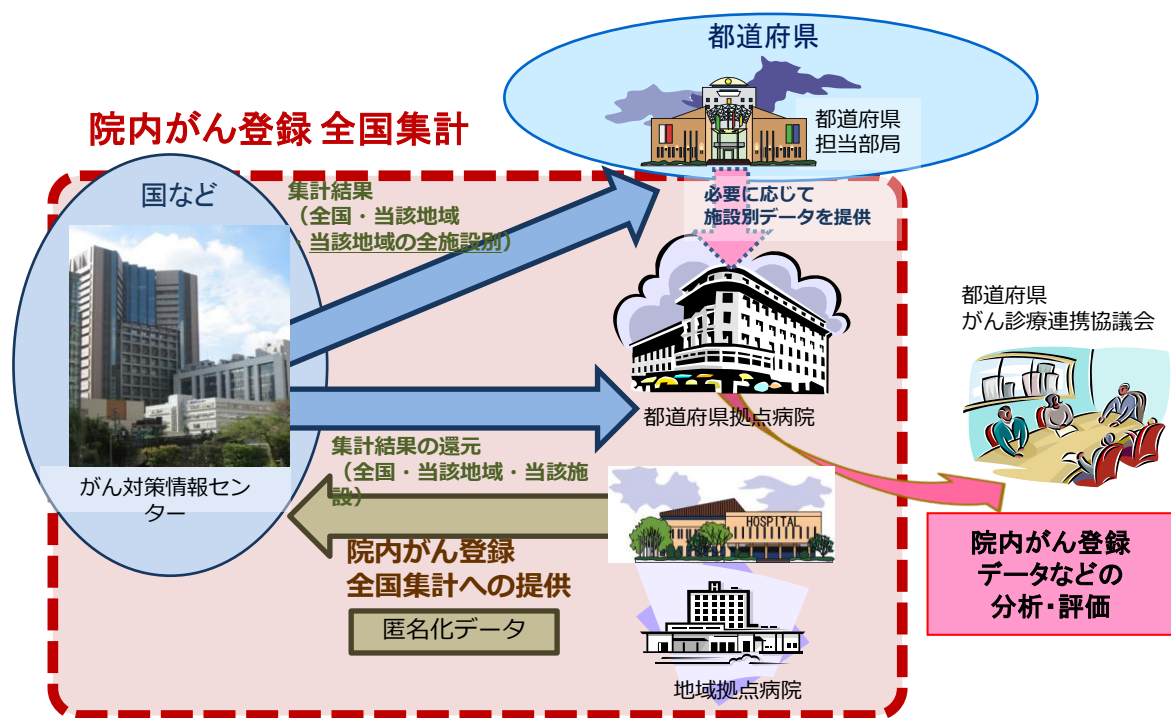 都道府県
都道府県
担当部局
院内がん登録 全国集計
国など
集計結果
（全国・当該地域
・当該地域の全施設別）
必要に応じて
施設別データを提供
都道府県
がん診療連携協議会
都道府県拠点病院
集計結果の還元
（全国・当該地域・当該施
設）
がん対策情報セン
ター
HOSPITAL
院内がん登録
全国集計への提供
匿名化データ
地域拠点病院
院内がん登録
データなどの
分析・評価